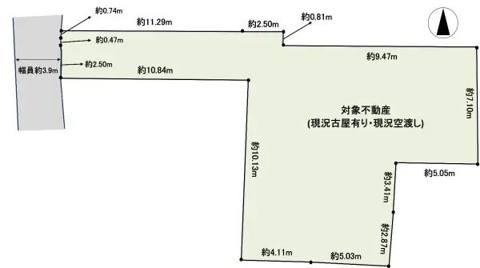 約0.74m
約11.29m
約2.50m
約0.81m
約0.47m
約9.47m
幅員約3.9m
約2.50m
約10.84m
約7.10m
対象不動産
(現況古屋有り・現況空渡し)
約10.13m
約3.41m
約5.05m
約2.87m
約4.11m
約5.03m